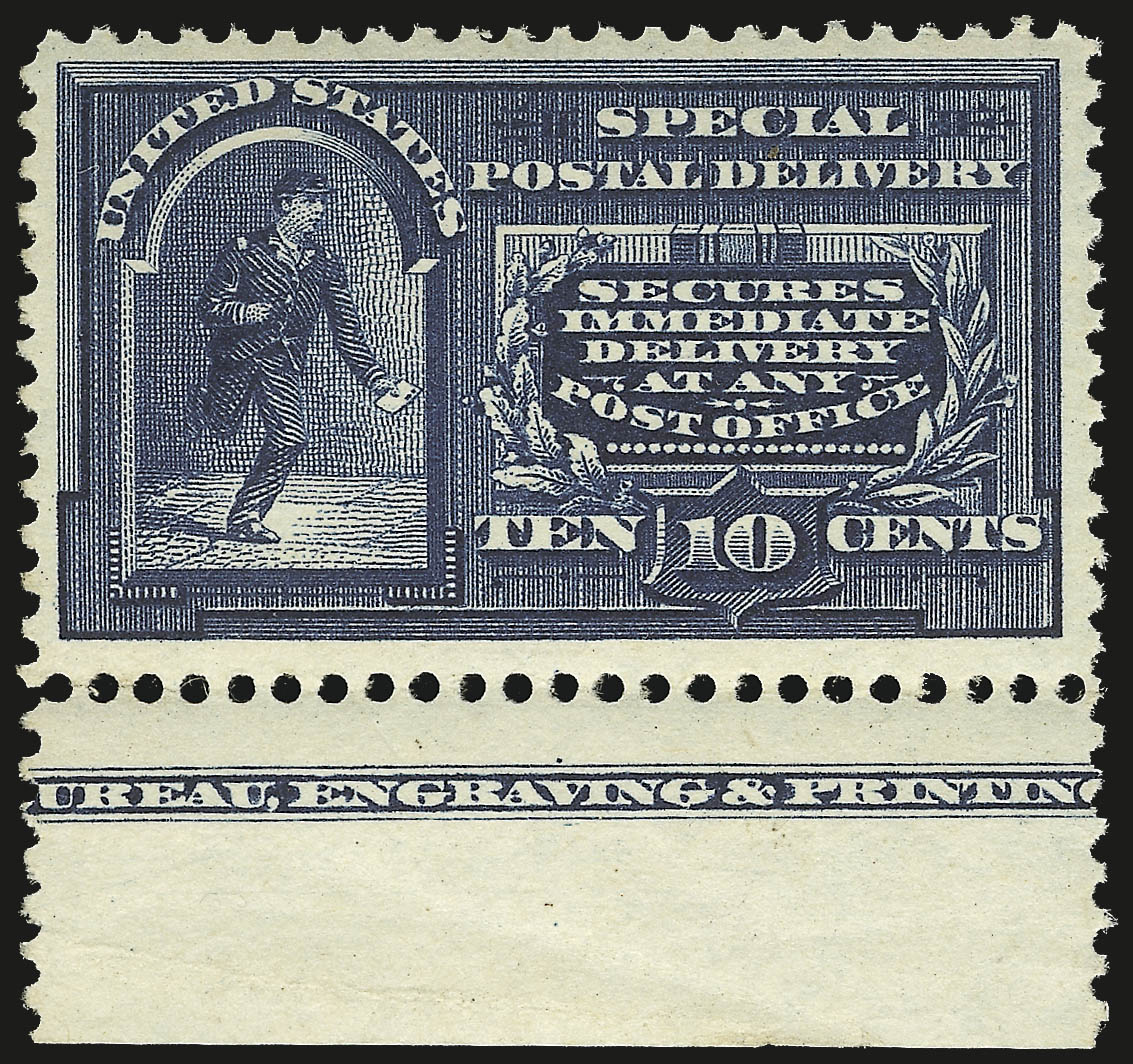 UNITED STATES
SPECIAL
POSTAL DELIVERY
SECURES
IMMEDIATE
DELIVERY
AT ANY
POST OFFICE
TEN 10 CENTS
UREAU, ENGRAVING & PRINTING